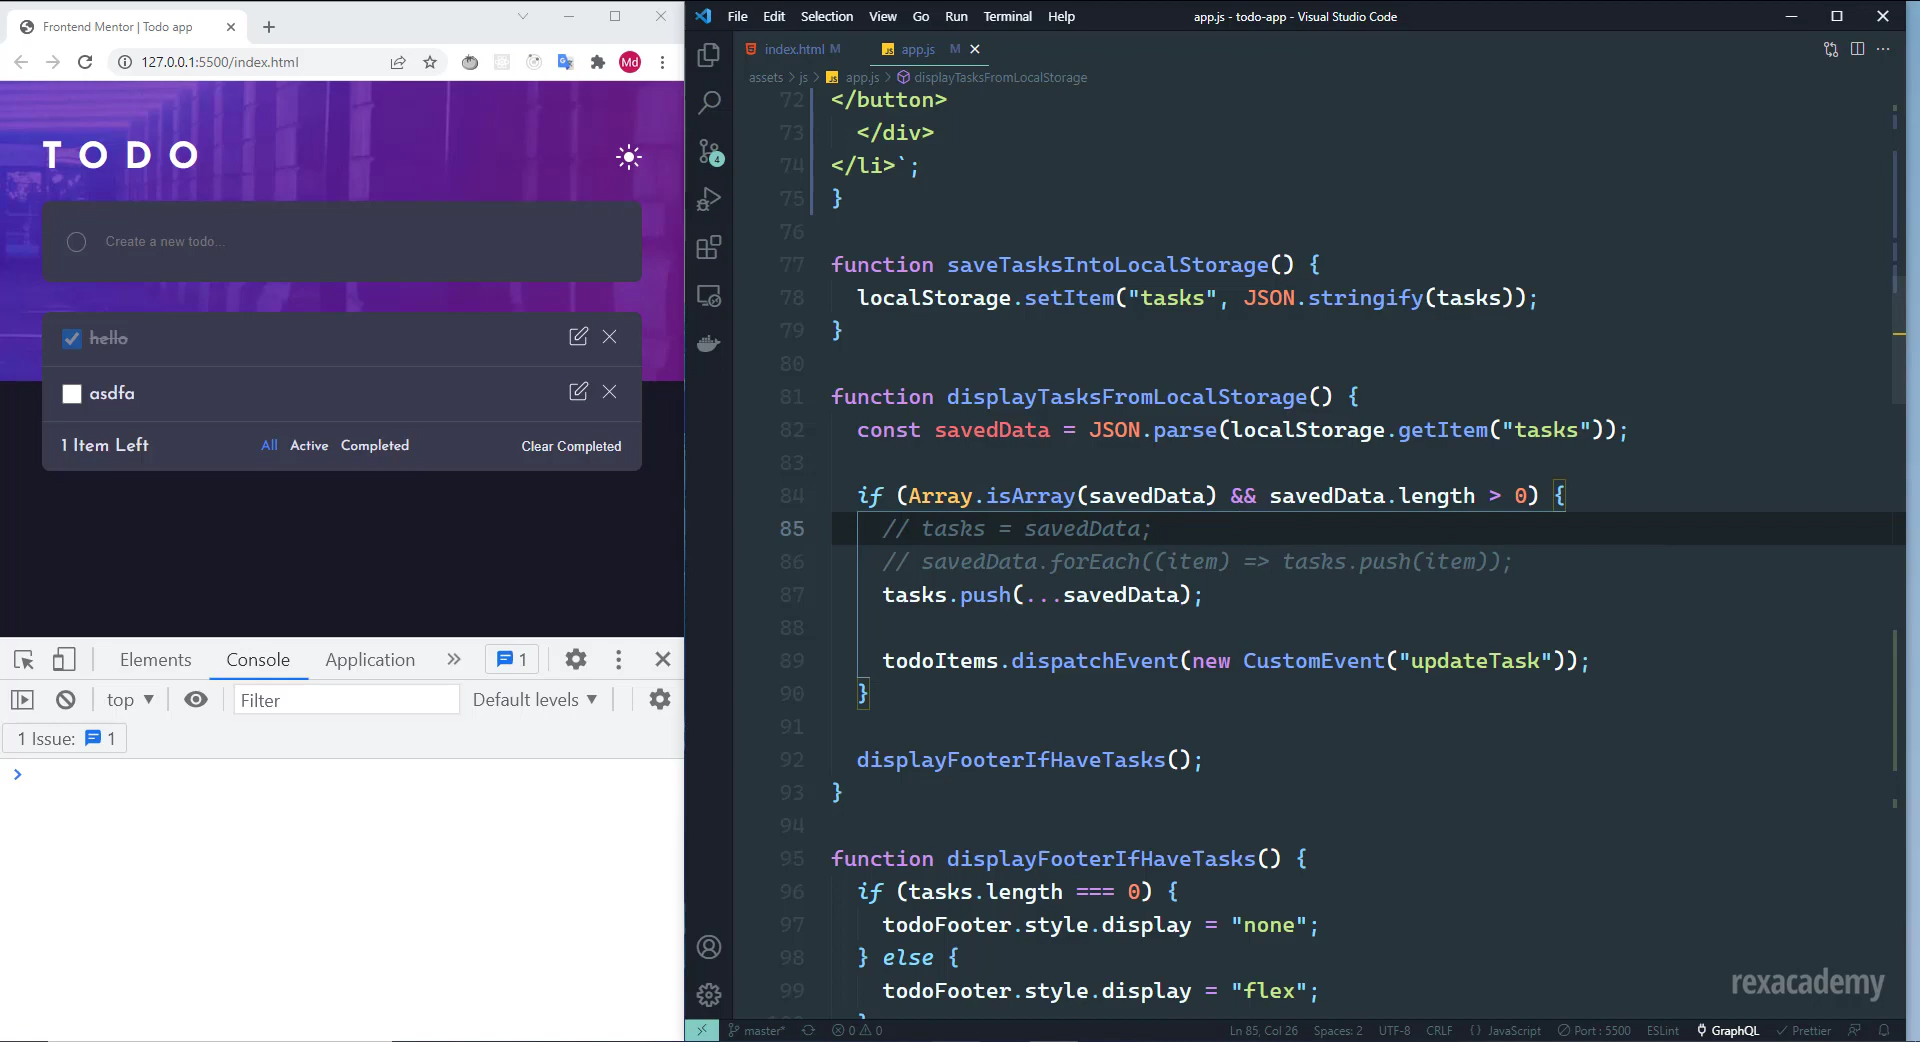 Frontend Mentor | Todo app
127.0.0.1:5500/index.html
Md
TODO
Create a new todo...
hello
asdfa
1 Item Left All Active Completed Clear Completed
Elements Console Application 1
top Filter Default levels
1 Issue: 1
File Edit Selection View Go Run Terminal Help app.js - todo-app - Visual Studio Code
index.html M JS app.js M
assets > js > JS app.js > displayTasksFromLocalStorage
4
72 </button>
73 </div>
74 </li>`;
75 }
76
77 function saveTasksIntoLocalStorage() {
78 localStorage.setItem("tasks", JSON.stringify(tasks));
79 }
80
81 function displayTasksFromLocalStorage() {
82 const savedData = JSON.parse(localStorage.getItem("tasks"));
83
84 if (Array.isArray(savedData) && savedData.length > 0) {
85 // tasks = savedData;
86 // savedData.forEach((item) => tasks.push(item));
87 tasks.push(...savedData);
88
89 todoItems.dispatchEvent(new CustomEvent("updateTask"));
90 }
91
92 displayFooterIfHaveTasks();
93 }
94
95 function displayFooterIfHaveTasks() {
96 if (tasks.length === 0) {
97 todoFooter.style.display = "none";
98 } else {
99 todoFooter.style.display = "flex";
rexacademy
master* 0 0 Ln 85, Col 26 Spaces: 2 UTF-8 CRLF {} JavaScript Port : 5500 ESLint GraphQL Prettier